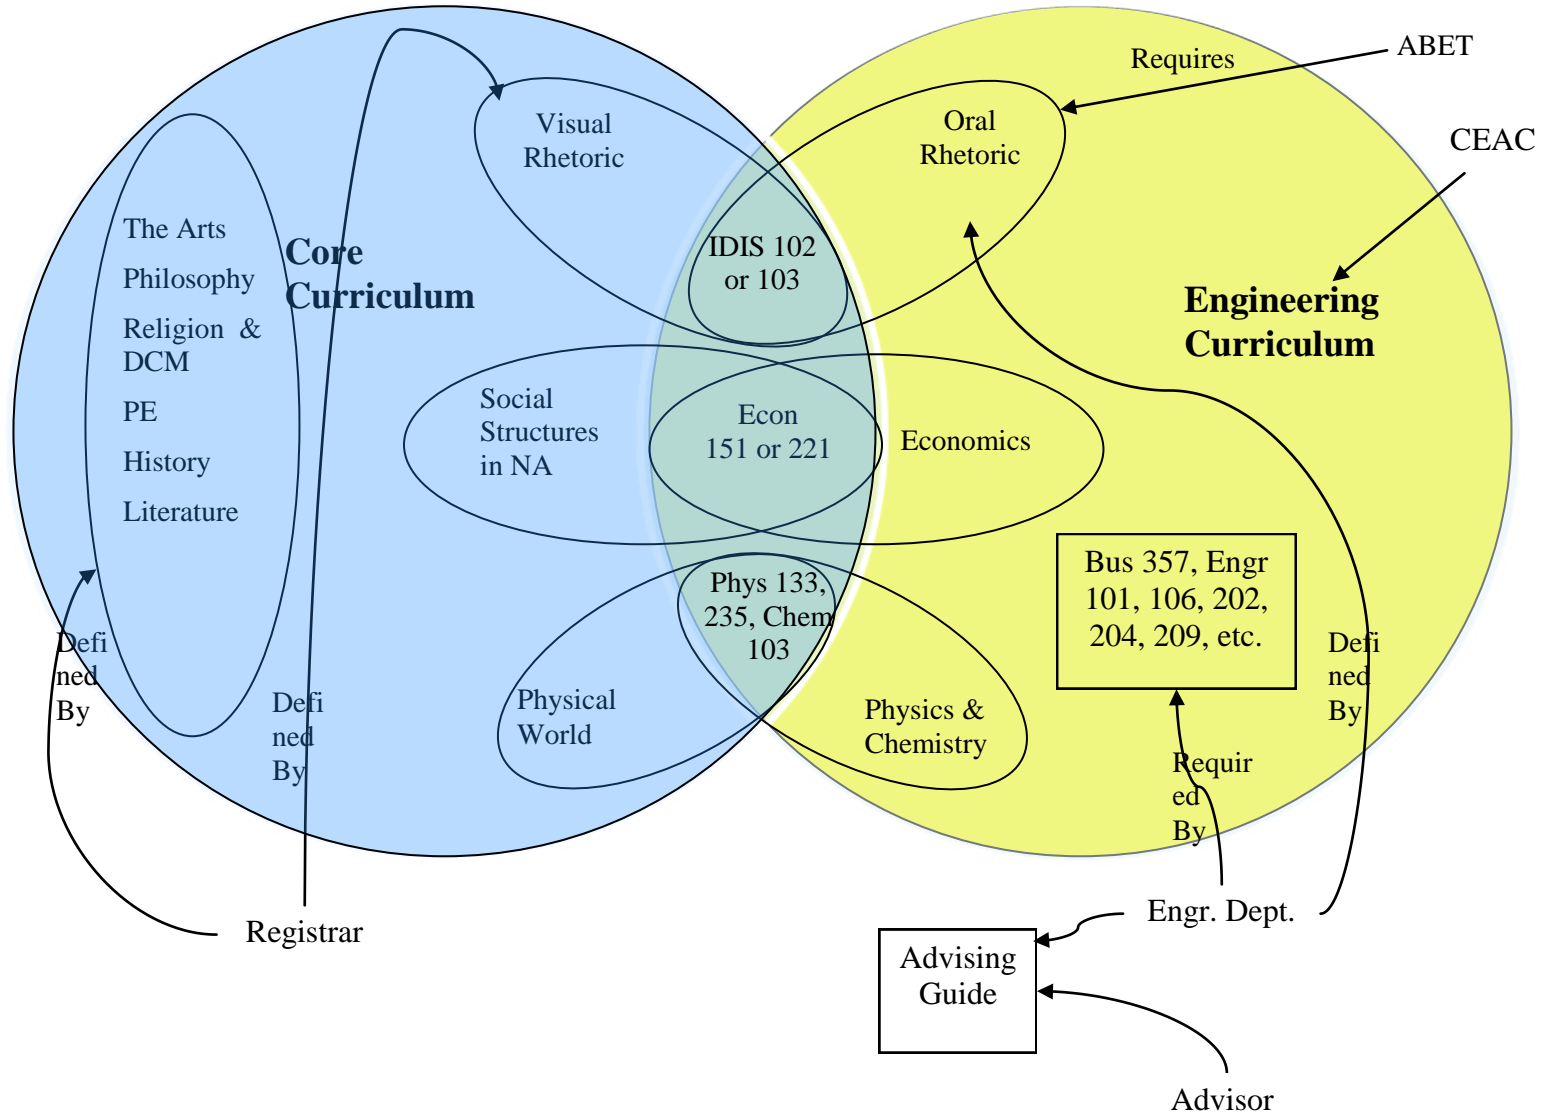 Requires
ABET
CEAC
Visual
Rhetoric
Oral
Rhetoric
The Arts
Philosophy
Religion  &
DCM
PE
History
Literature
Core
Curriculum
IDIS 102
or 103
Engineering
Curriculum
Social
Structures
in NA
Econ
151 or 221
Economics
Phys 133,
235, Chem
103
Bus 357, Engr
101, 106, 202,
204, 209, etc.
Physical
World
Physics &
Chemistry
Defi
ned
By
Defi
ned
By
Defi
ned
By
Requir
ed
By
Registrar
Engr. Dept.
Advising
Guide
Advisor